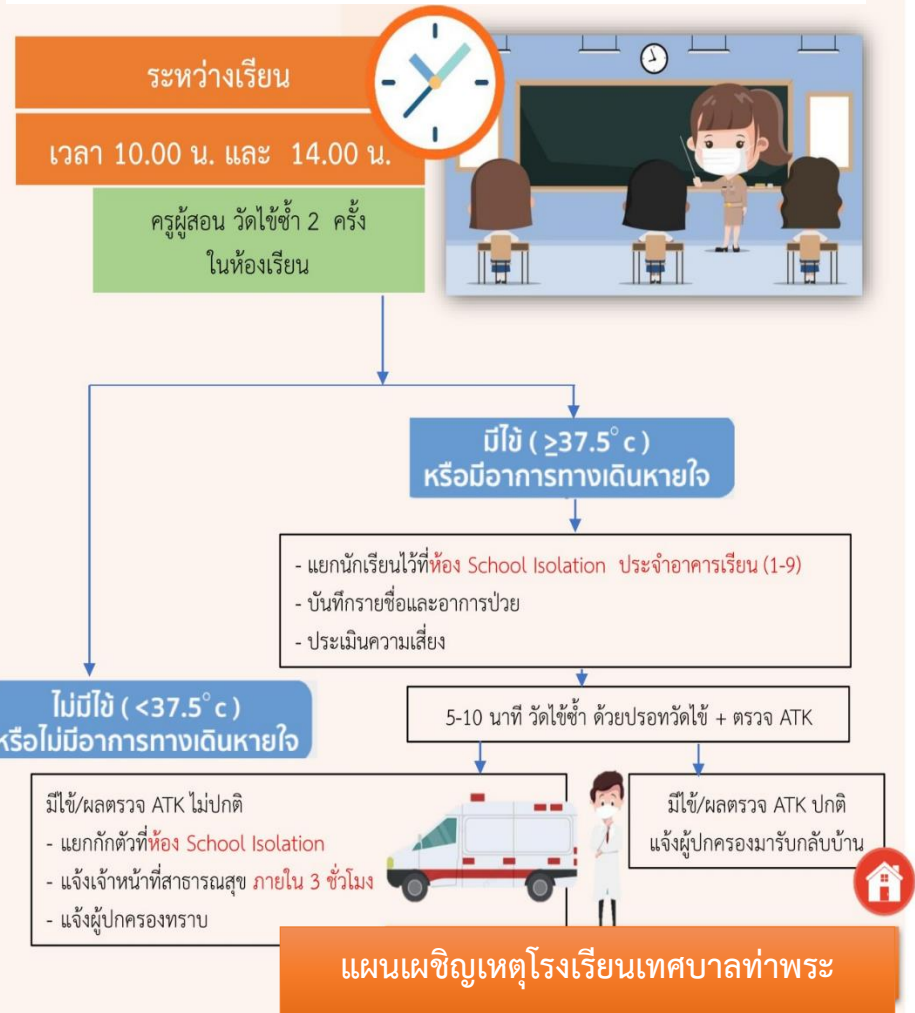 ระหว่างเรียน
เวลา 10.00 น. และ 14.00 น.
ครูผู้สอน วัดไข้ซ้ำ 2 ครั้ง
ในห้องเรียน
มีไข้ ( ≥37.5° c )
หรือมีอาการทางเดินหายใจ
- แยกนักเรียนไว้ที่ห้อง School Isolation ประจำอาคารเรียน (1-9)
- บันทึกรายชื่อและอาการป่วย
- ประเมินความเสี่ยง
ไม่มีไข้ ( <37.5° c )
หรือไม่มีอาการทางเดินหายใจ
5-10 นาที วัดไข้ซ้ำ ด้วยปรอทวัดไข้ + ตรวจ ATK
มีไข้/ผลตรวจ ATK ไม่ปกติ
- แยกกักตัวที่ห้อง School Isolation
- แจ้งเจ้าหน้าที่สาธารณสุข ภายใน 3 ชั่วโมง
- แจ้งผู้ปกครองทราบ
มีไข้/ผลตรวจ ATK ปกติ
แจ้งผู้ปกครองมารับกลับบ้าน
แผนเผชิญเหตุโรงเรียนเทศบาลท่าพระ